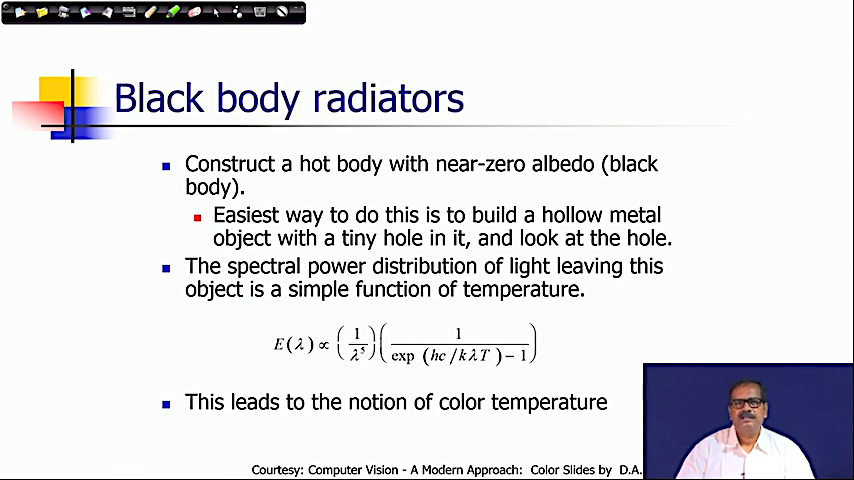 Black body radiators
Construct a hot body with near-zero albedo (black
body).
Easiest way to do this is to build a hollow metal
object with a tiny hole in it, and look at the hole.
The spectral power distribution of light leaving this
object is a simple function of temperature.
E(λ) ∝ (1/λ⁵)(1/(exp (hc/kλT) − 1))
This leads to the notion of color temperature
Courtesy: Computer Vision - A Modern Approach: Color Slides by D.A.